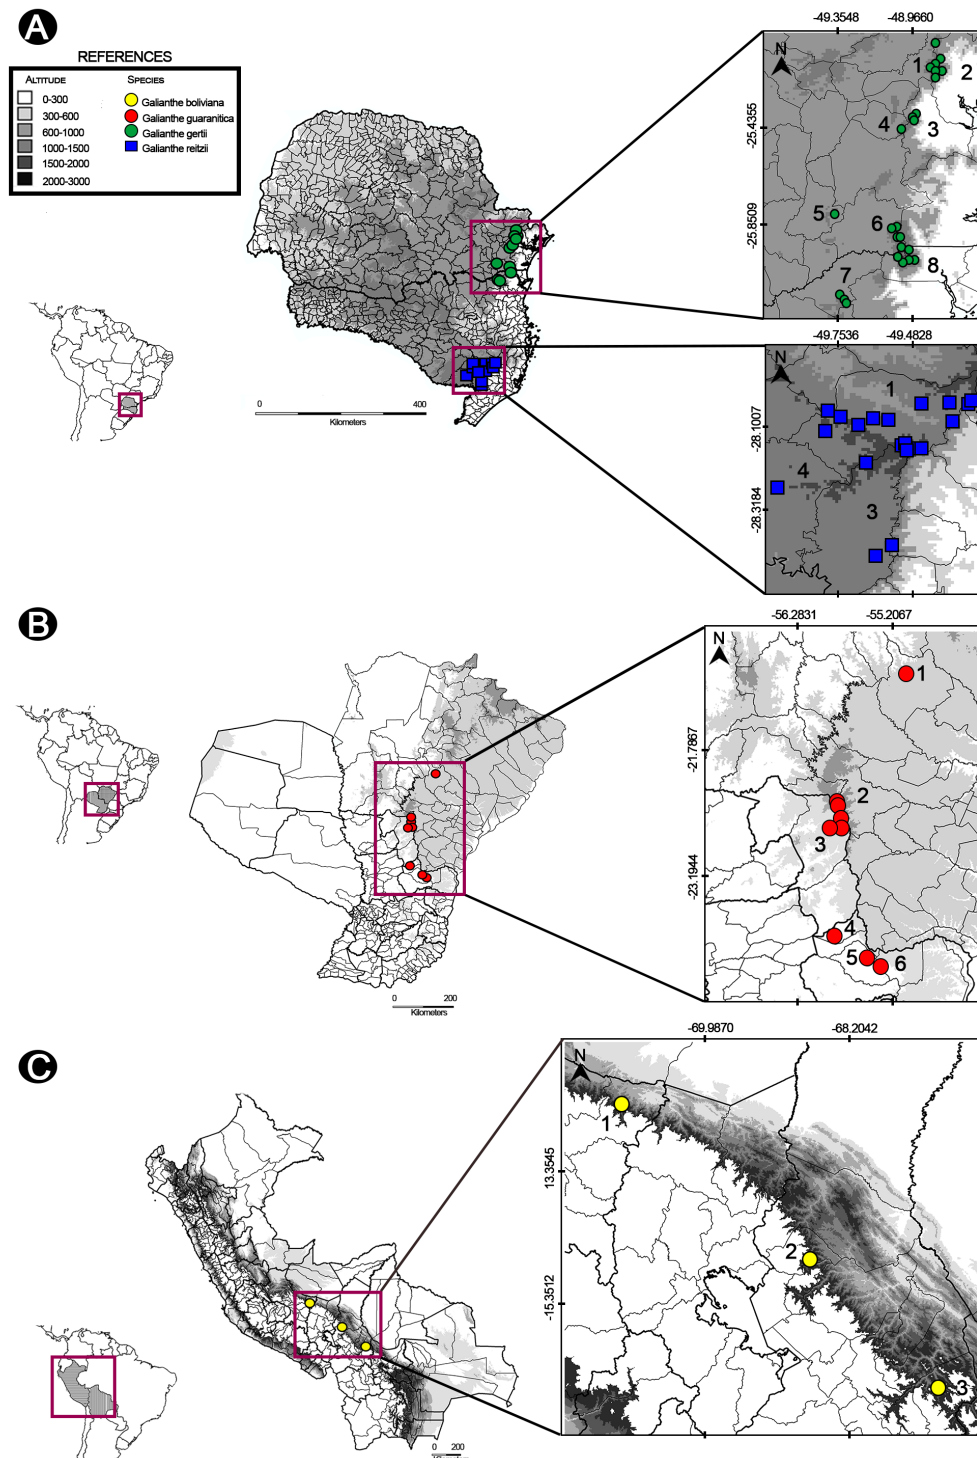 A
REFERENCES
ALTITUDE
0-300
300-600
600-1000
1000-1500
1500-2000
2000-3000
SPECIES
Galianthe boliviana
Galianthe guaranitica
Galianthe gertii
Galianthe reitzii
0 400
Kilometers
-49.3548 -48.9660
N
-25.4355
-25.8509
1
2
3
4
5
6
7
8
-49.7536 -49.4828
N
-28.1007
-28.3184
1
4
3
B
0 200
Kilometers
-56.2831 -55.2067
N
-21.7867
-23.1944
1
2
3
4
5
6
C
0 200
-69.9870 -68.2042
N
13.3545
-15.3512
1
2
3